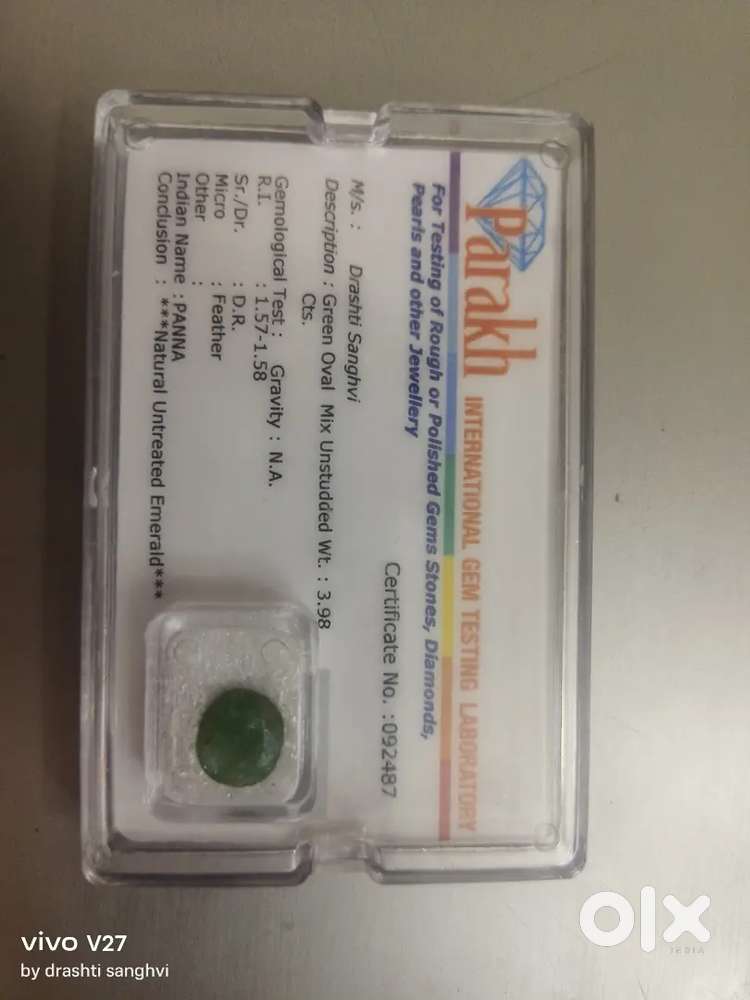 Parakh INTERNATIONAL GEM TESTING LABORATORY
For Testing of Rough or Polished Gems Stones, Diamonds,
Pearls and other Jewellery
Certificate No. :092487
M/s. : Drashti Sanghvi
Description : Green Oval Mix Unstudded Wt. : 3.98
Cts.
Gemological Test : Gravity : N.A.
R.I. : 1.57-1.58
Sr./Dr. : D.R.
Micro : Feather
Other :
Indian Name : PANNA
Conclusion : ***Natural Untreated Emerald***
vivo V27
by drashti sanghvi
olx
INDIA